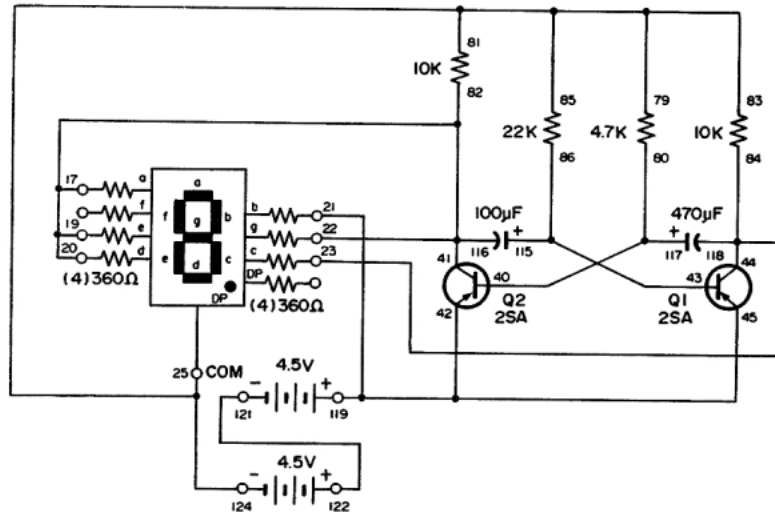 81
10K
82
85
22K
86
79
4.7K
80
83
10K
84
17
a
f
19
e
20
d
(4)360Ω
a
f
b
g
e
c
d
DP
b
21
g
22
c
23
DP
(4)360Ω
100µF
+
116
115
470µF
+
117
118
41
40
42
Q2
2SA
44
43
45
Q1
2SA
25
COM
4.5V
-
+
121
119
4.5V
-
+
124
122